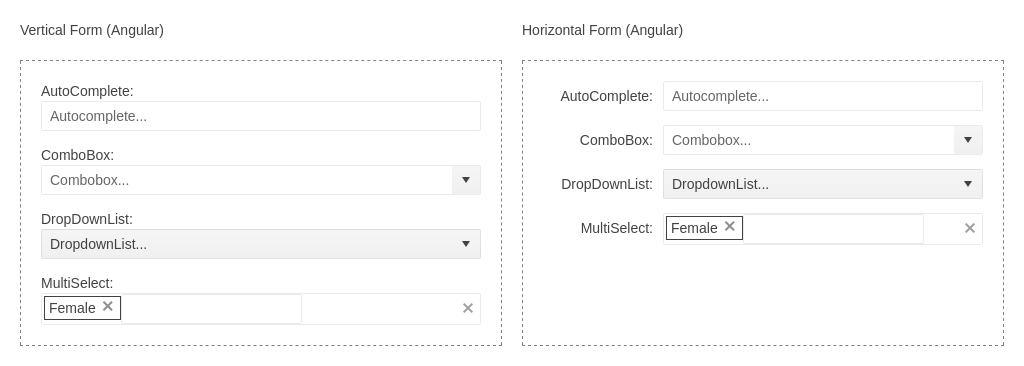 Vertical Form (Angular)
AutoComplete:
Autocomplete...
ComboBox:
Combobox...
DropDownList:
DropdownList...
MultiSelect:
Female
Horizontal Form (Angular)
AutoComplete: Autocomplete...
ComboBox: Combobox...
DropDownList: DropdownList...
MultiSelect: Female